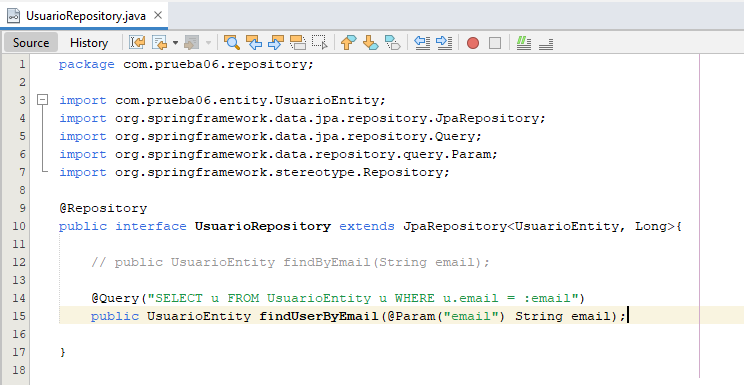 UsuarioRepository.java
Source History
1 package com.prueba06.repository;
2
3 import com.prueba06.entity.UsuarioEntity;
4 import org.springframework.data.jpa.repository.JpaRepository;
5 import org.springframework.data.jpa.repository.Query;
6 import org.springframework.data.repository.query.Param;
7 import org.springframework.stereotype.Repository;
8
9 @Repository
10 public interface UsuarioRepository extends JpaRepository<UsuarioEntity, Long>{
11
12 // public UsuarioEntity findByEmail(String email);
13
14 @Query("SELECT u FROM UsuarioEntity u WHERE u.email = :email")
15 public UsuarioEntity findUserByEmail(@Param("email") String email);
16
17 }
18